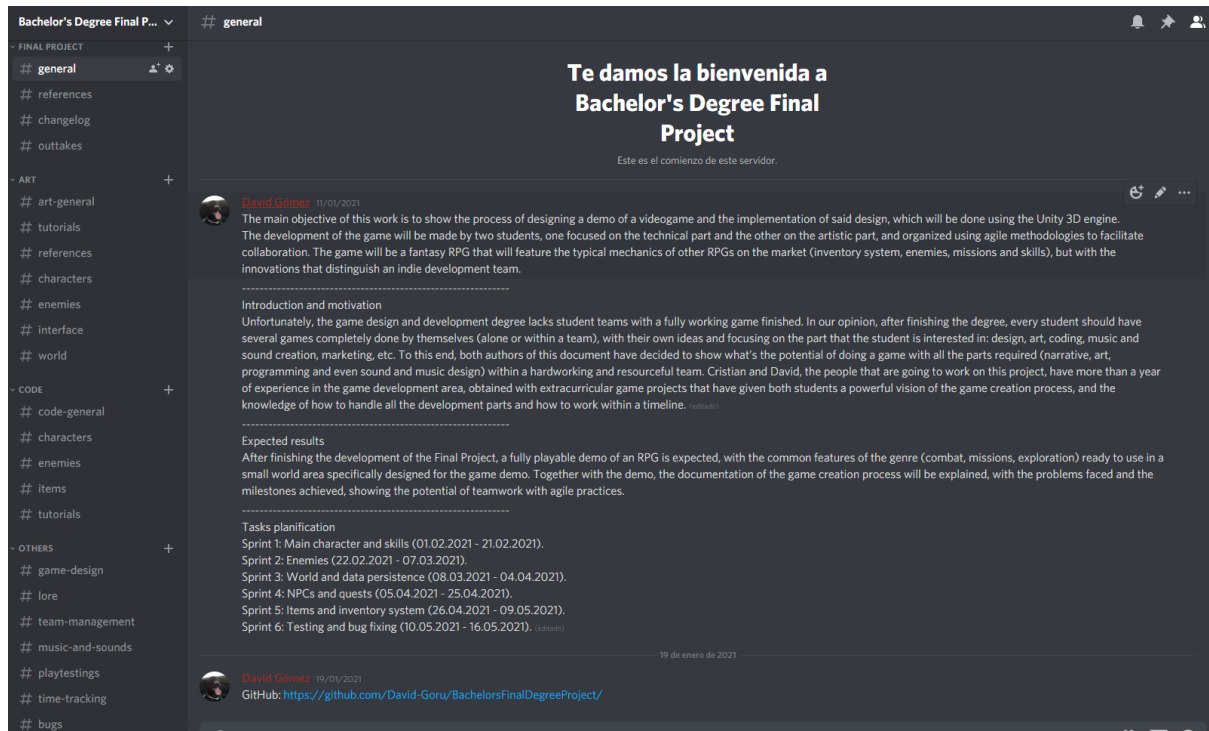 Bachelor's Degree Final P...
# general
FINAL PROJECT
# general
# references
# changelog
# outtakes
ART
# art-general
# tutorials
# references
# characters
# enemies
# interface
# world
CODE
# code-general
# characters
# enemies
# items
# tutorials
OTHERS
# game-design
# lore
# team-management
# music-and-sounds
# playtestings
# time-tracking
# bugs
Te damos la bienvenida a
Bachelor's Degree Final
Project
Este es el comienzo de este servidor.
David Gómez 11/01/2021
The main objective of this work is to show the process of designing a demo of a videogame and the implementation of said design, which will be done using the Unity 3D engine.
The development of the game will be made by two students, one focused on the technical part and the other on the artistic part, and organized using agile methodologies to facilitate
collaboration. The game will be a fantasy RPG that will feature the typical mechanics of other RPGs on the market (inventory system, enemies, missions and skills), but with the
innovations that distinguish an indie development team.
------------------------------------------------------------
Introduction and motivation
Unfortunately, the game design and development degree lacks student teams with a fully working game finished. In our opinion, after finishing the degree, every student should have
several games completely done by themselves (alone or within a team), with their own ideas and focusing on the part that the student is interested in: design, art, coding, music and
sound creation, marketing, etc. To this end, both authors of this document have decided to show what's the potential of doing a game with all the parts required (narrative, art,
programming and even sound and music design) within a hardworking and resourceful team. Cristian and David, the people that are going to work on this project, have more than a year
of experience in the game development area, obtained with extracurricular game projects that have given both students a powerful vision of the game creation process, and the
knowledge of how to handle all the development parts and how to work within a timeline. (editado)
------------------------------------------------------------
Expected results
After finishing the development of the Final Project, a fully playable demo of an RPG is expected, with the common features of the genre (combat, missions, exploration) ready to use in a
small world area specifically designed for the game demo. Together with the demo, the documentation of the game creation process will be explained, with the problems faced and the
milestones achieved, showing the potential of teamwork with agile practices.
------------------------------------------------------------
Tasks planification
Sprint 1: Main character and skills (01.02.2021 - 21.02.2021).
Sprint 2: Enemies (22.02.2021 - 07.03.2021).
Sprint 3: World and data persistence (08.03.2021 - 04.04.2021).
Sprint 4: NPCs and quests (05.04.2021 - 25.04.2021).
Sprint 5: Items and inventory system (26.04.2021 - 09.05.2021).
Sprint 6: Testing and bug fixing (10.05.2021 - 16.05.2021). (editado)
19 de enero de 2021
David Gómez 19/01/2021
GitHub: https://github.com/David-Goru/BachelorsFinalDegreeProject/